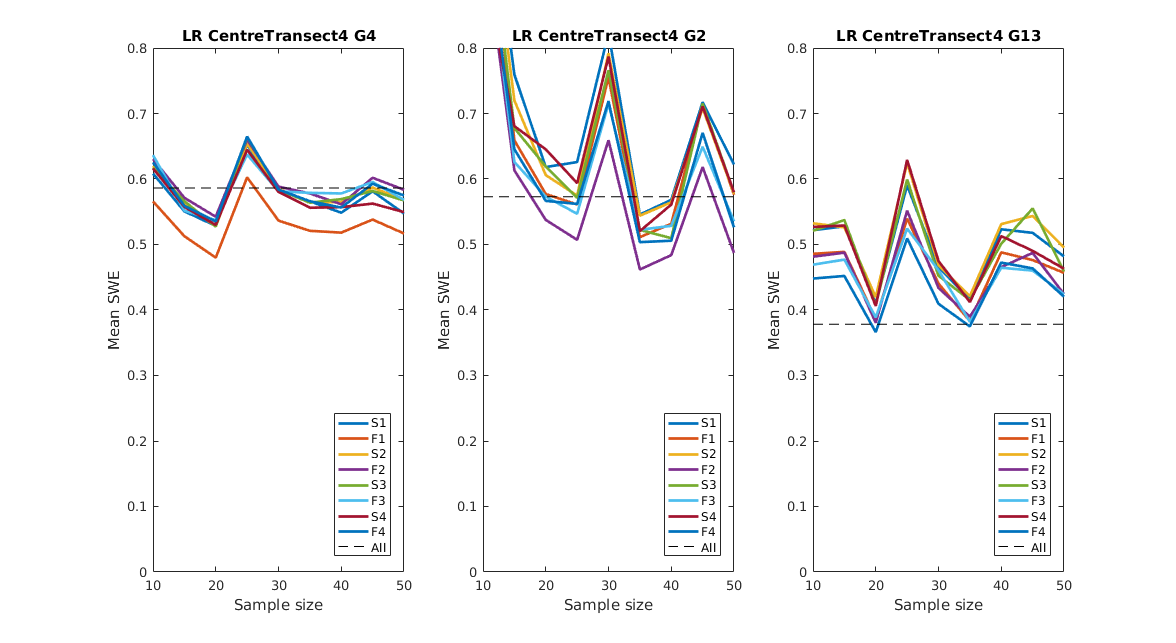 LR CentreTransect4 G4
Mean SWE
0.8
0.7
0.6
0.5
0.4
0.3
0.2
0.1
0
10
20
30
40
50
Sample size
S1
F1
S2
F2
S3
F3
S4
F4
All
LR CentreTransect4 G2
Mean SWE
0.8
0.7
0.6
0.5
0.4
0.3
0.2
0.1
0
10
20
30
40
50
Sample size
S1
F1
S2
F2
S3
F3
S4
F4
All
LR CentreTransect4 G13
Mean SWE
0.8
0.7
0.6
0.5
0.4
0.3
0.2
0.1
0
10
20
30
40
50
Sample size
S1
F1
S2
F2
S3
F3
S4
F4
All